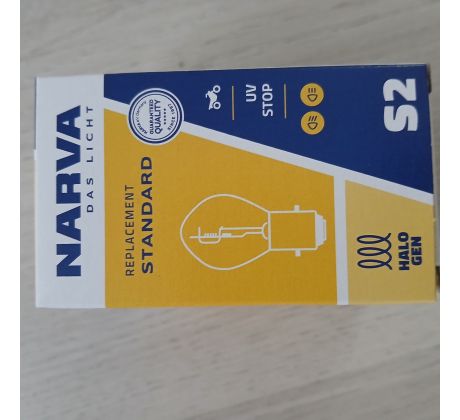 NARVA
DAS LICHT
REPLACEMENT
STANDARD
GUARANTEED
QUALITY
UV
STOP
S2
HALO
GEN